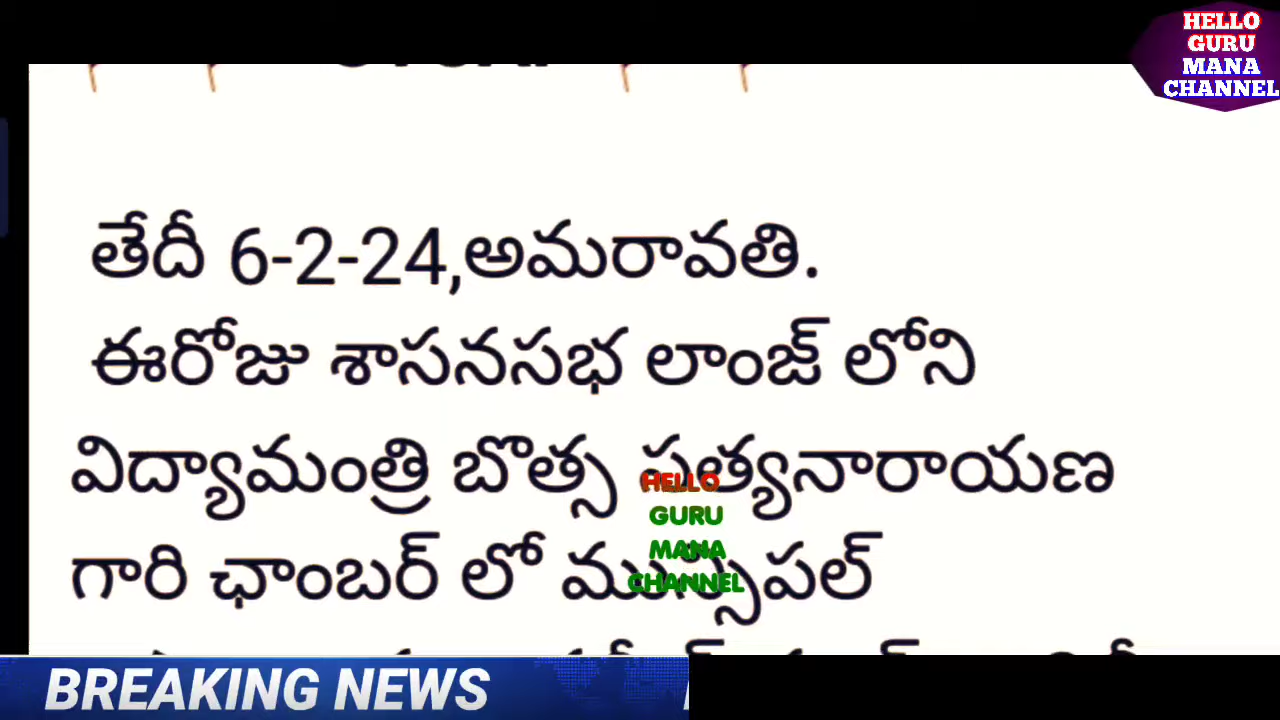 HELLO
GURU
MANA
CHANNEL
తేదీ 6-2-24,అమరావతి.
ఈరోజు శాసనసభ లాంజ్ లోని
విద్యామంత్రి బొత్స సత్యనారాయణ
గారి ఛాంబర్ లో మున్సిపల్
HELLO
GURU
MANA
CHANNEL
BREAKING NEWS